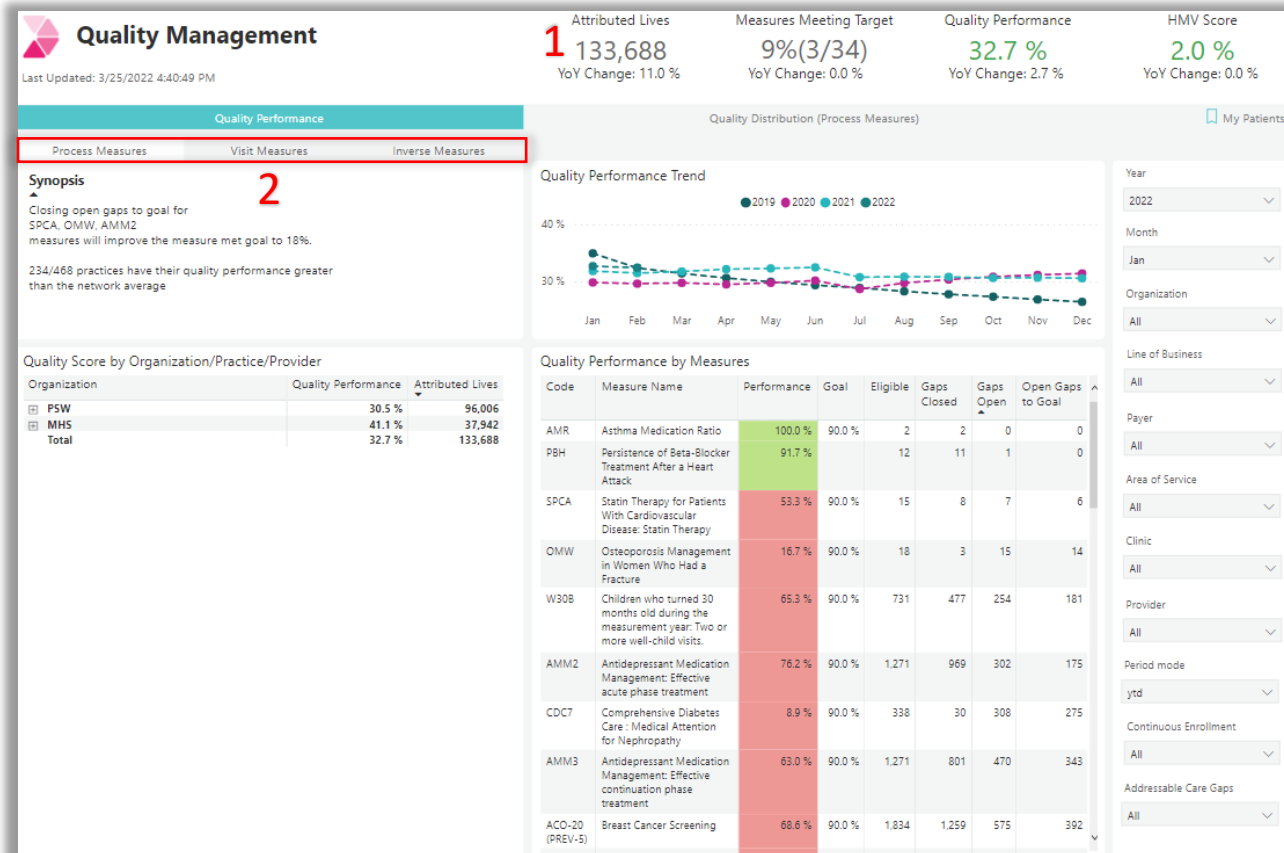 Quality Management
Last Updated: 3/25/2022 4:40:49 PM
1
Attributed Lives
133,688
YoY Change: 11.0 %
Measures Meeting Target
9%(3/34)
YoY Change: 0.0 %
Quality Performance
32.7 %
YoY Change: 2.7 %
HMV Score
2.0 %
YoY Change: 0.0 %
Quality Performance
Quality Distribution (Process Measures)
My Patients
Process Measures Visit Measures Inverse Measures
2
Synopsis
Closing open gaps to goal for
SPCA, OMW, AMM2
measures will improve the measure met goal to 18%.
234/468 practices have their quality performance greater
than the network average
Quality Performance Trend
2019 2020 2021 2022
40 %
30 %
Jan Feb Mar Apr May Jun Jul Aug Sep Oct Nov Dec
Quality Score by Organization/Practice/Provider
Organization Quality Performance Attributed Lives
PSW 30.5 % 96,006
MHS 41.1 % 37,942
Total 32.7 % 133,688
Quality Performance by Measures
Code Measure Name Performance Goal Eligible Gaps Gaps Open Gaps
Closed Open to Goal
AMR Asthma Medication Ratio 100.0 % 90.0 % 2 2 0 0
PBH Persistence of Beta-Blocker 91.7 % 12 11 1 0
Treatment After a Heart
Attack
SPCA Statin Therapy for Patients 53.3 % 90.0 % 15 8 7 6
With Cardiovascular
Disease: Statin Therapy
OMW Osteoporosis Management 16.7 % 90.0 % 18 3 15 14
in Women Who Had a
Fracture
W30B Children who turned 30 65.3 % 90.0 % 731 477 254 181
months old during the
measurement year: Two or
more well-child visits.
AMM2 Antidepressant Medication 76.2 % 90.0 % 1,271 969 302 175
Management: Effective
acute phase treatment
CDC7 Comprehensive Diabetes 8.9 % 90.0 % 338 30 308 275
Care : Medical Attention
for Nephropathy
AMM3 Antidepressant Medication 63.0 % 90.0 % 1,271 801 470 343
Management: Effective
continuation phase
treatment
ACO-20 Breast Cancer Screening 68.6 % 90.0 % 1,834 1,259 575 392
(PREV-5)
Year
2022
Month
Jan
Organization
All
Line of Business
All
Payer
All
Area of Service
All
Clinic
All
Provider
All
Period mode
ytd
Continuous Enrollment
All
Addressable Care Gaps
All